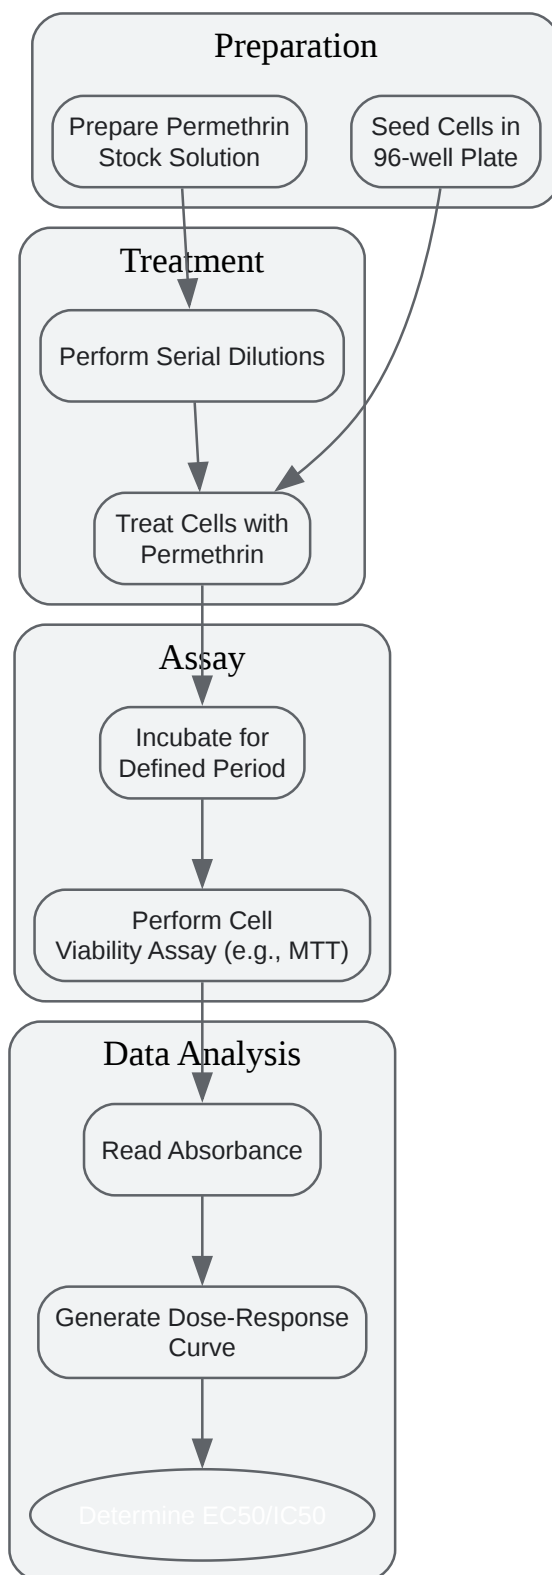 Preparation
Prepare Permethrin
Stock Solution
Seed Cells in
96-well Plate
Treatment
Perform Serial Dilutions
Treat Cells with
Permethrin
Assay
Incubate for
Defined Period
Perform Cell
Viability Assay (e.g., MTT)
Data Analysis
Read Absorbance
Generate Dose-Response
Curve
Determine EC50/IC50